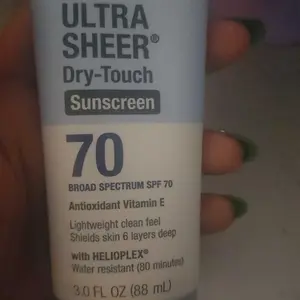 ULTRA
SHEER®
Dry-Touch
Sunscreen
70
BROAD SPECTRUM SPF 70
Antioxidant Vitamin E
Lightweight clean feel
Shields skin 6 layers deep
with HELIOPLEX®
Water resistant (80 minutes)
3.0 FL OZ (88 mL)